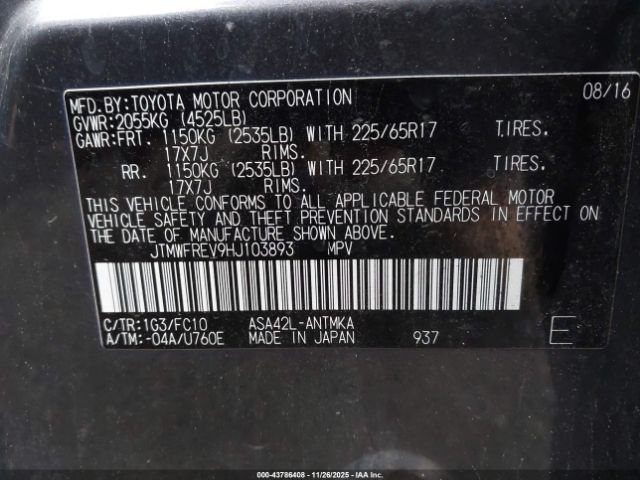 MFD.BY:TOYOTA MOTOR CORPORATION 08/16
GVWR:2055KG (4525LB)
GAWR:FRT. 1150KG (2535LB) WITH 225/65R17 TIRES.
17X7J RIMS.
RR. 1150KG (2535LB) WITH 225/65R17 TIRES.
17X7J RIMS.
THIS VEHICLE CONFORMS TO ALL APPLICABLE FEDERAL MOTOR
VEHICLE SAFETY AND THEFT PREVENTION STANDARDS IN EFFECT ON
THE DATE OF MANUFACTURE SHOWN ABOVE.
JTMWFREV9HJ103893 MPV
C/TR:1G3/FC10 ASA42L-ANTMKA
A/TM:-04A/U760E MADE IN JAPAN 937 E
000-43786408 - 11/26/2025 - IAAI.ca